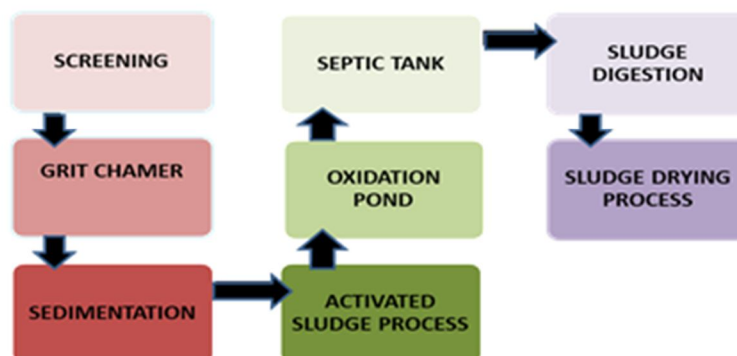 SCREENING
GRIT CHAMER
SEDIMENTATION
ACTIVATED
SLUDGE PROCESS
OXIDATION
POND
SEPTIC TANK
SLUDGE
DIGESTION
SLUDGE DRYING
PROCESS